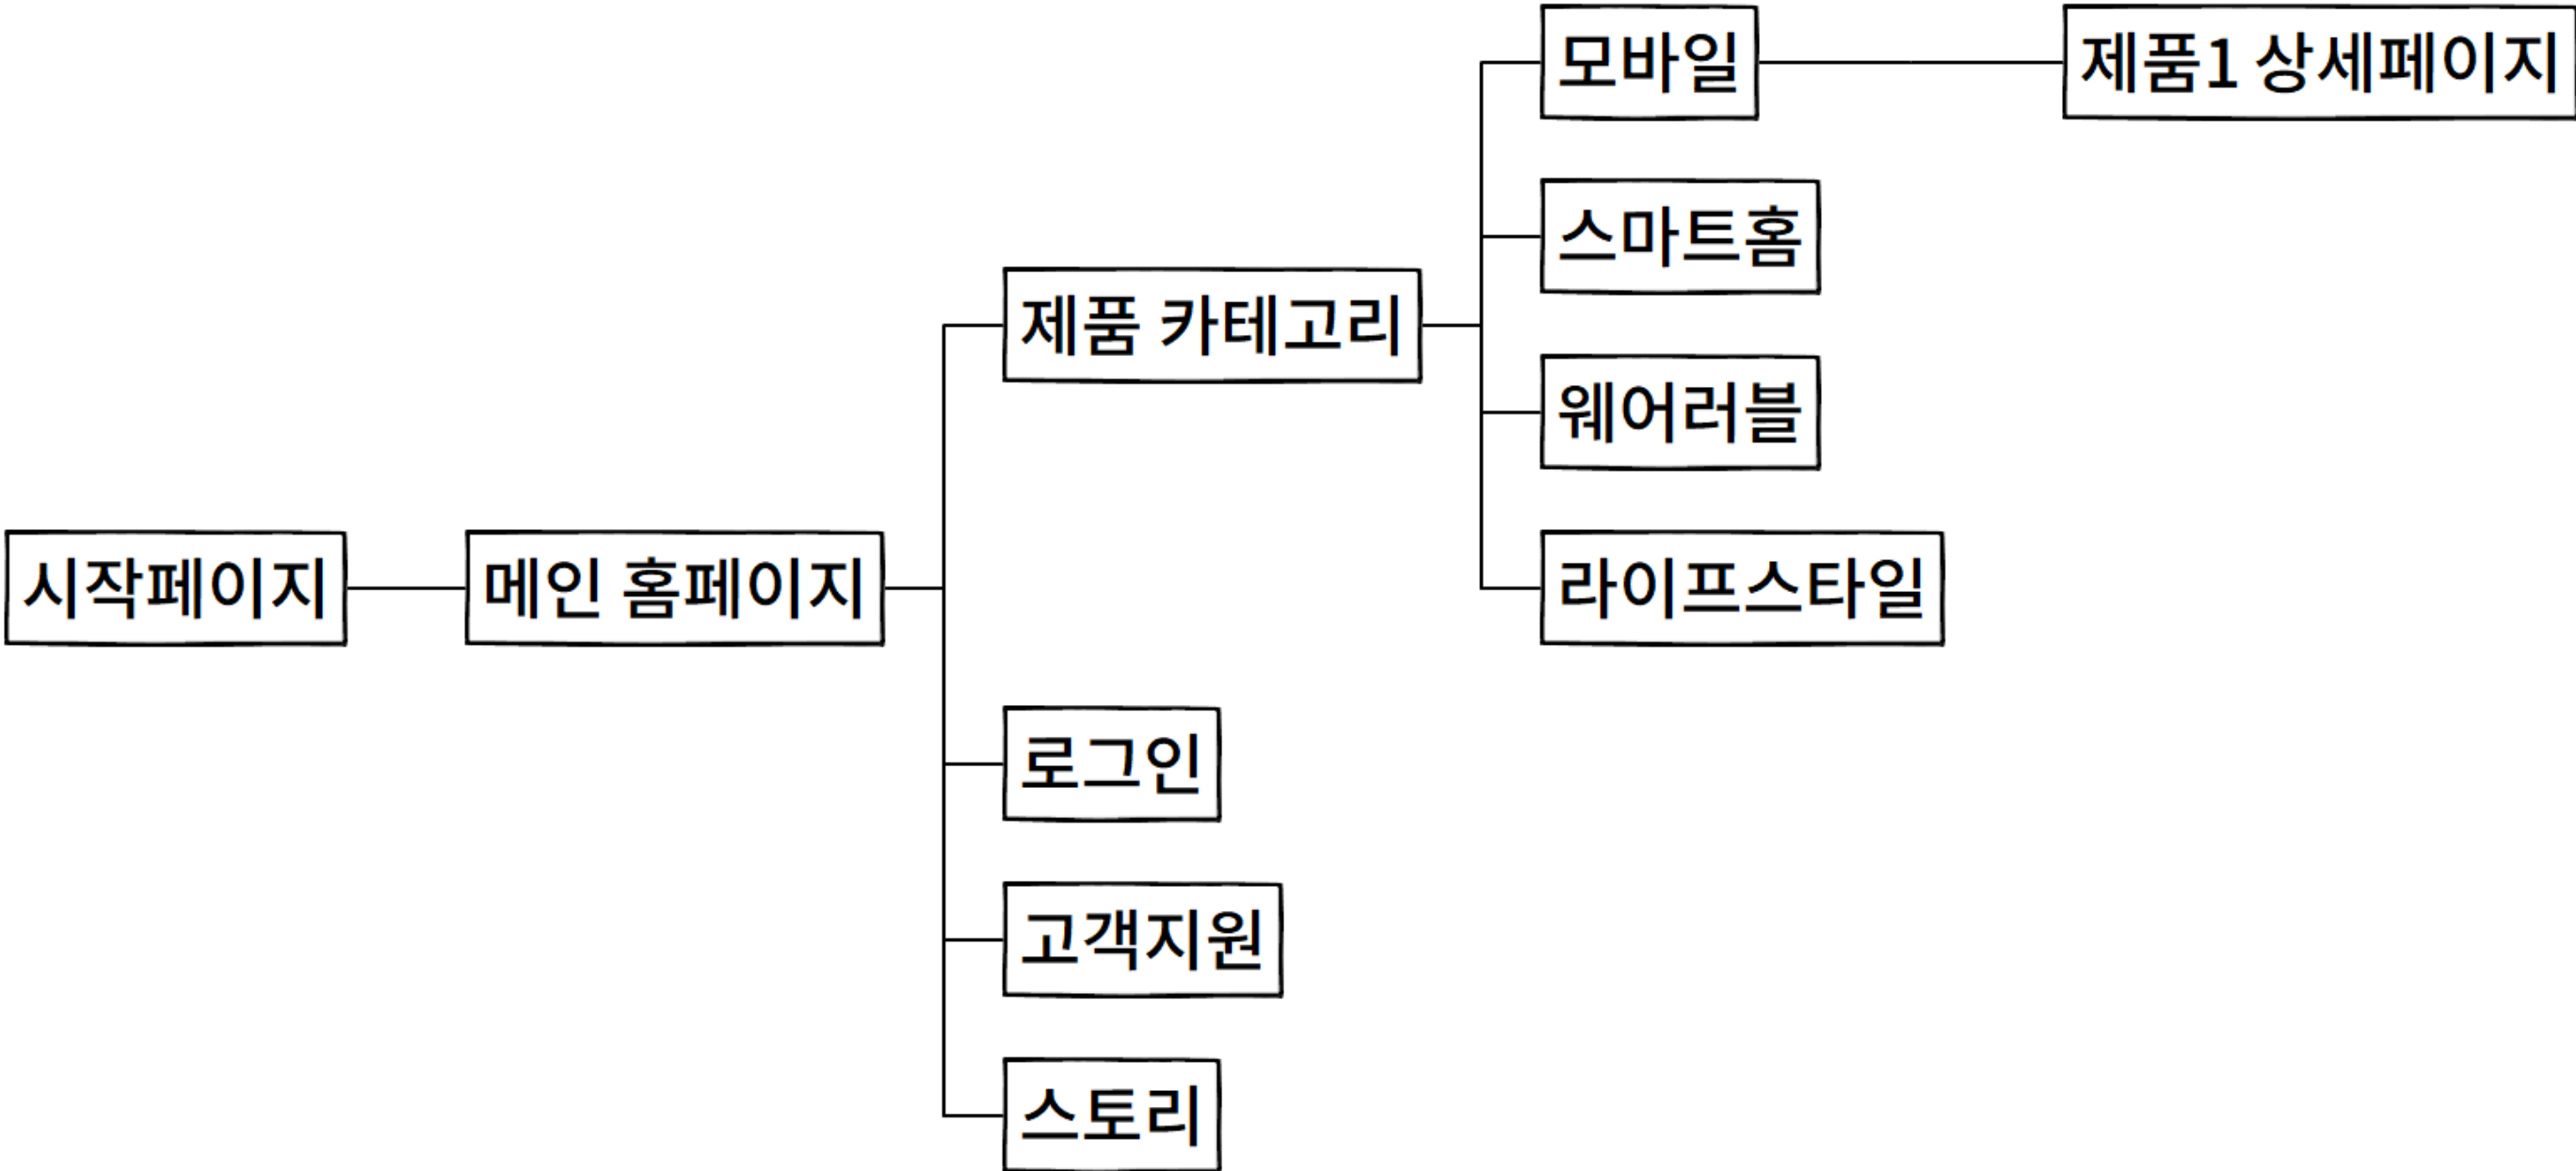 모바일
제품1 상세페이지
스마트홈
제품 카테고리
웨어러블
시작페이지
메인 홈페이지
라이프스타일
로그인
고객지원
스토리